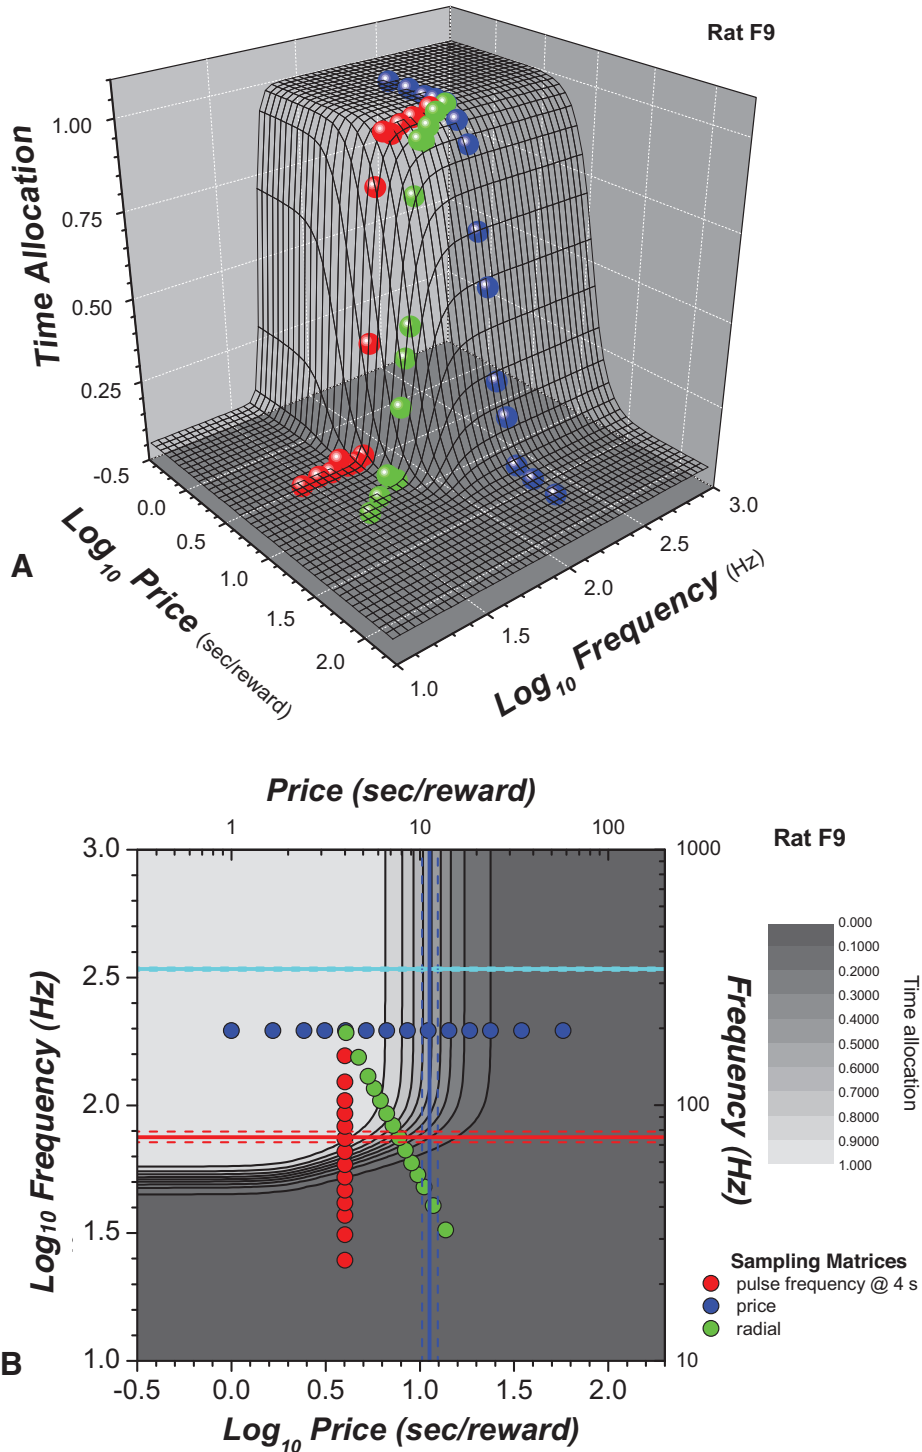 Rat F9
Time Allocation
1.00
0.75
0.50
0.25
-0.5
0.0
0.5
1.0
1.5
2.0
Log10 Price (sec/reward)
3.0
2.5
2.0
1.5
1.0
Log10 Frequency (Hz)
A
Price (sec/reward)
1 10 100
Rat F9
3.0
2.5
2.0
1.5
1.0
Log10 Frequency (Hz)
1000
100
10
Frequency (Hz)
0.000
0.1000
0.2000
0.3000
0.4000
0.5000
0.6000
0.7000
0.8000
0.9000
1.000
Time allocation
Sampling Matrices
pulse frequency @ 4 s
price
radial
B
-0.5 0.0 0.5 1.0 1.5 2.0
Log10 Price (sec/reward)